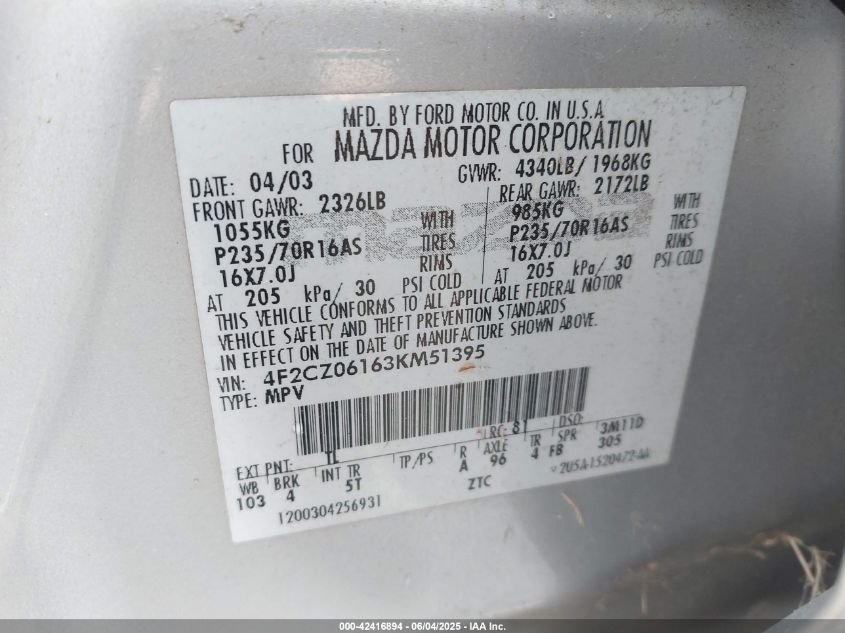 MFD. BY FORD MOTOR CO. IN U.S.A
FOR MAZDA MOTOR CORPORATION
DATE: 04/03 GVWR: 4340LB/ 1968KG
FRONT GAWR: 2326LB REAR GAWR: 2172LB
1055KG WITH 985KG WITH
P235/70R16AS TIRES P235/70R16AS TIRES
16X7.0J RIMS 16X7.0J RIMS
AT 205 kPa/ 30 PSI COLD AT 205 kPa/ 30 PSI COLD
THIS VEHICLE CONFORMS TO ALL APPLICABLE FEDERAL MOTOR
VEHICLE SAFETY AND THEFT PREVENTION STANDARDS
IN EFFECT ON THE DATE OF MANUFACTURE SHOWN ABOVE.
VIN: 4F2CZ06163KM51395
TYPE: MPV
EXT PNT: TL RC: 81 DSO: 3M11D
WB BRK INT TR TP/PS R AXLE TR SPR 305
103 4 5T A 96 4 FB
1200304256931 ZTC
000-42416894 - 06/04/2025 - IAA Inc.